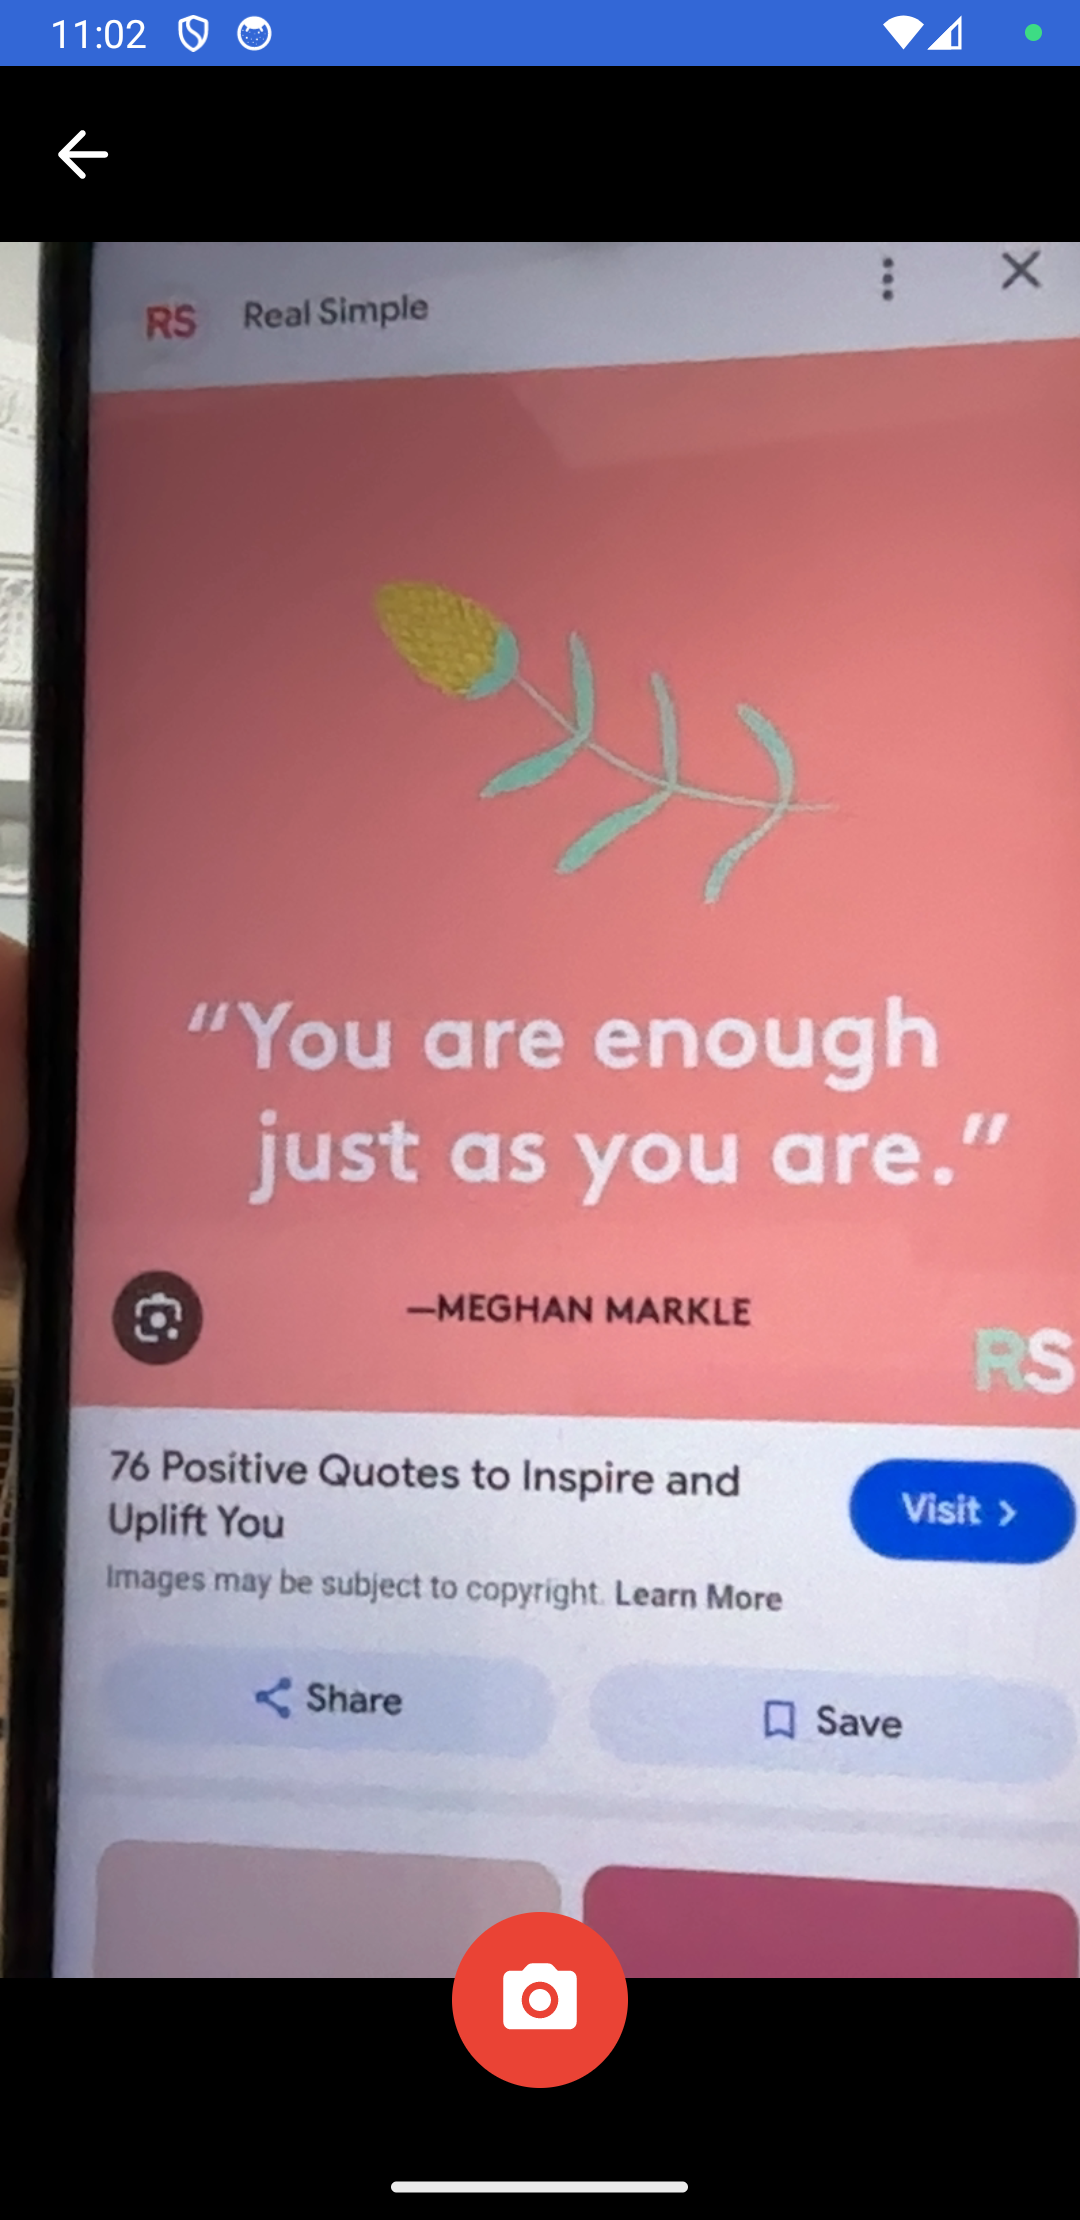 11:02
RS Real Simple
“You are enough
just as you are.”
—MEGHAN MARKLE
RS
76 Positive Quotes to Inspire and
Uplift You
Visit
Images may be subject to copyright. Learn More
Share
Save